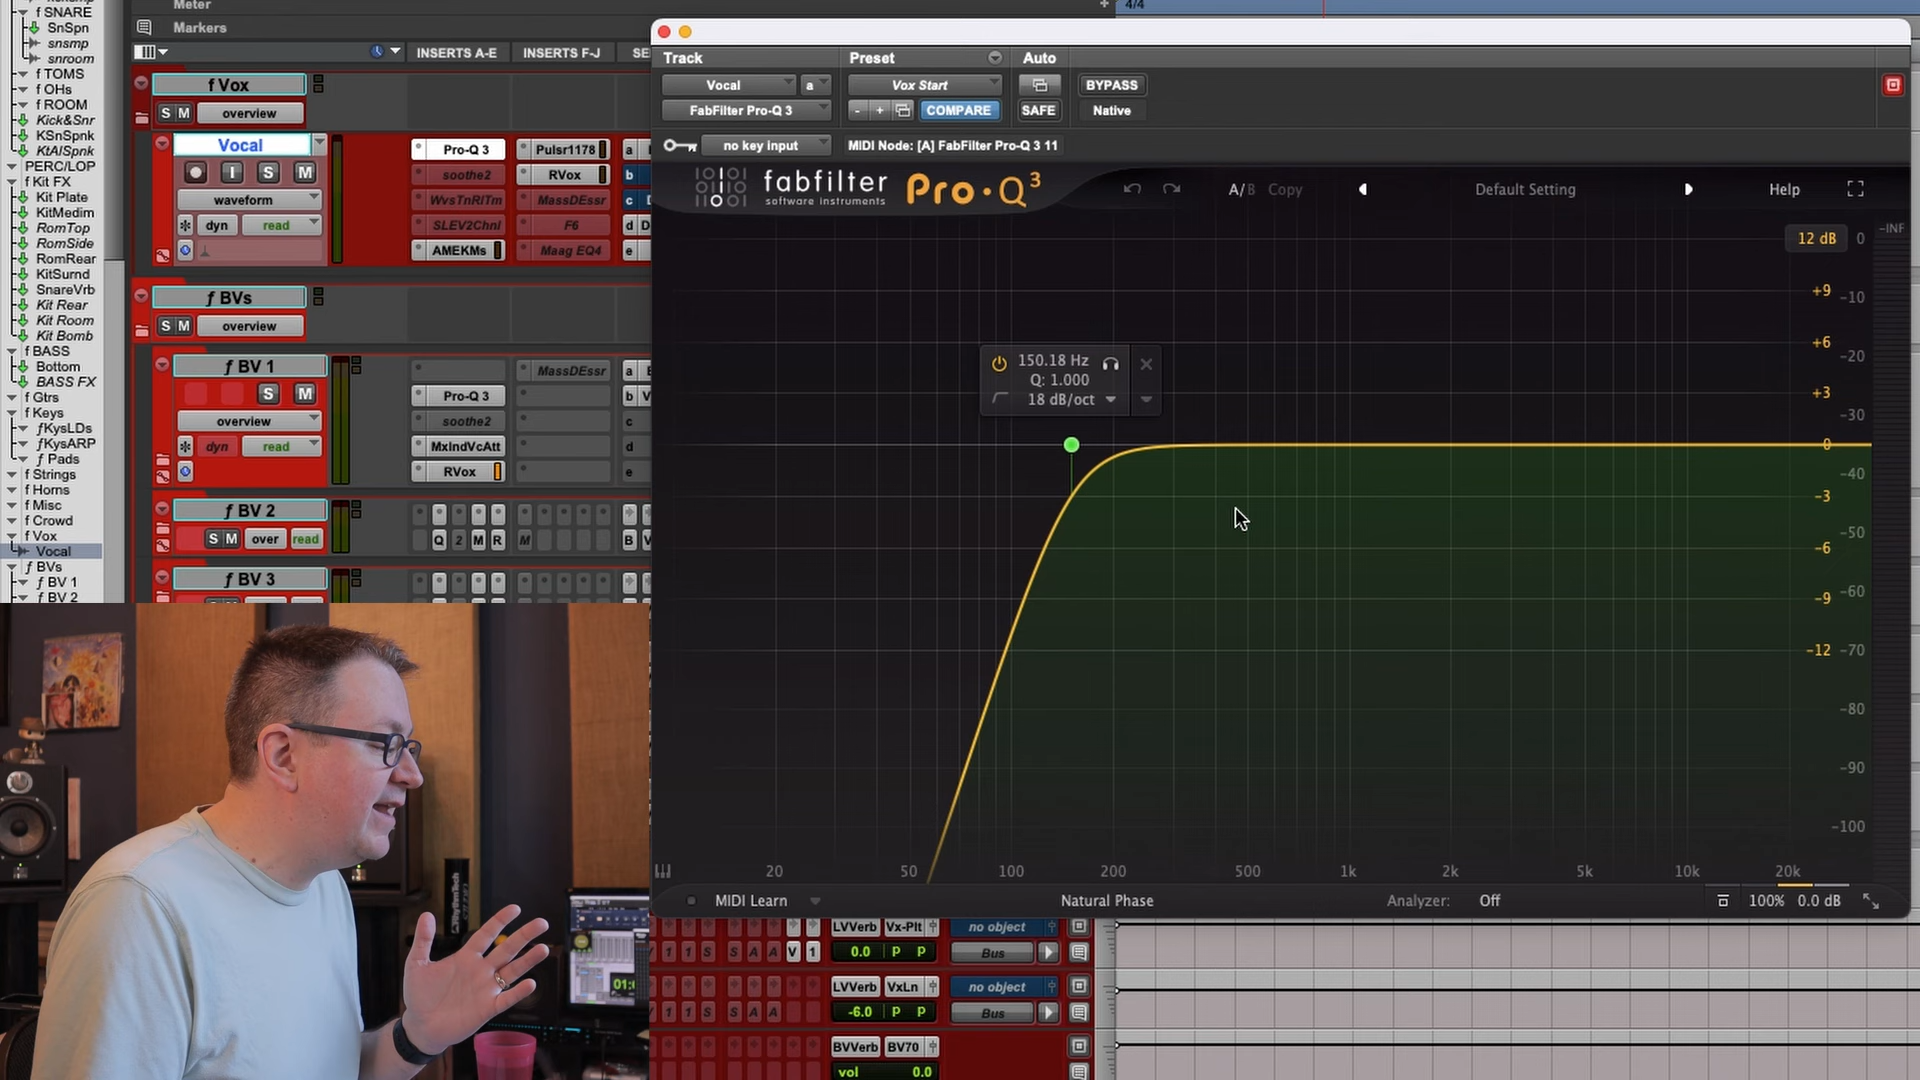 f SNARE
SnSpn
snsmp
snroom
f TOMS
f OHs
f ROOM
Kick&Snr
KSnSpnk
KtAlSpnk
PERC/LOP
f Kit FX
Kit Plate
KitMedim
RomTop
RomSide
RomRear
KitSurnd
SnareVrb
Kit Rear
Kit Room
Kit Bomb
f BASS
Bottom
BASS FX
f Gtrs
f Keys
fKysLDs
fKysARP
f Pads
f Strings
f Horns
f Misc
f Crowd
f Vox
Vocal
f BVs
f BV 1
f BV 2
Meter
Markers
4/4
INSERTS A-E INSERTS F-J SE
f Vox
S M overview
Vocal
I S M
waveform
dyn read
Pro-Q 3 Pulsr1178 a
soothe2 RVox b
WvsTnRlTm MassDEssr c
SLEV2Chnl F6 d D
AMEKMs Maag EQ4 e
f BVs
S M overview
f BV 1
S M
overview
dyn read
MassDEssr a
Pro-Q 3 b V
soothe2 c
MxIndVcAtt d
RVox e
f BV 2
S M over read
Q 2 M R M B V
f BV 3
Track Preset Auto
Vocal a Vox Start BYPASS
FabFilter Pro-Q 3 - + COMPARE SAFE Native
no key input MIDI Node: [A] FabFilter Pro-Q 3 11
fabfilter
software instruments
Pro·Q3
A/B Copy Default Setting Help
12 dB 0 -INF
+9 -10
+6 -20
+3 -30
0 -40
-3
-6 -50
-9 -60
-12 -70
-80
-90
-100
150.18 Hz
Q: 1.000
18 dB/oct
20 50 100 200 500 1k 2k 5k 10k 20k
MIDI Learn Natural Phase Analyzer: Off 100% 0.0 dB
LVVerb Vx-Plt no object
1 1 S S A A V 1 0.0 P P Bus
LVVerb VxLn no object
1 1 S S A A -6.0 P P Bus
BVVerb BV70
vol 0.0
RhythmTech